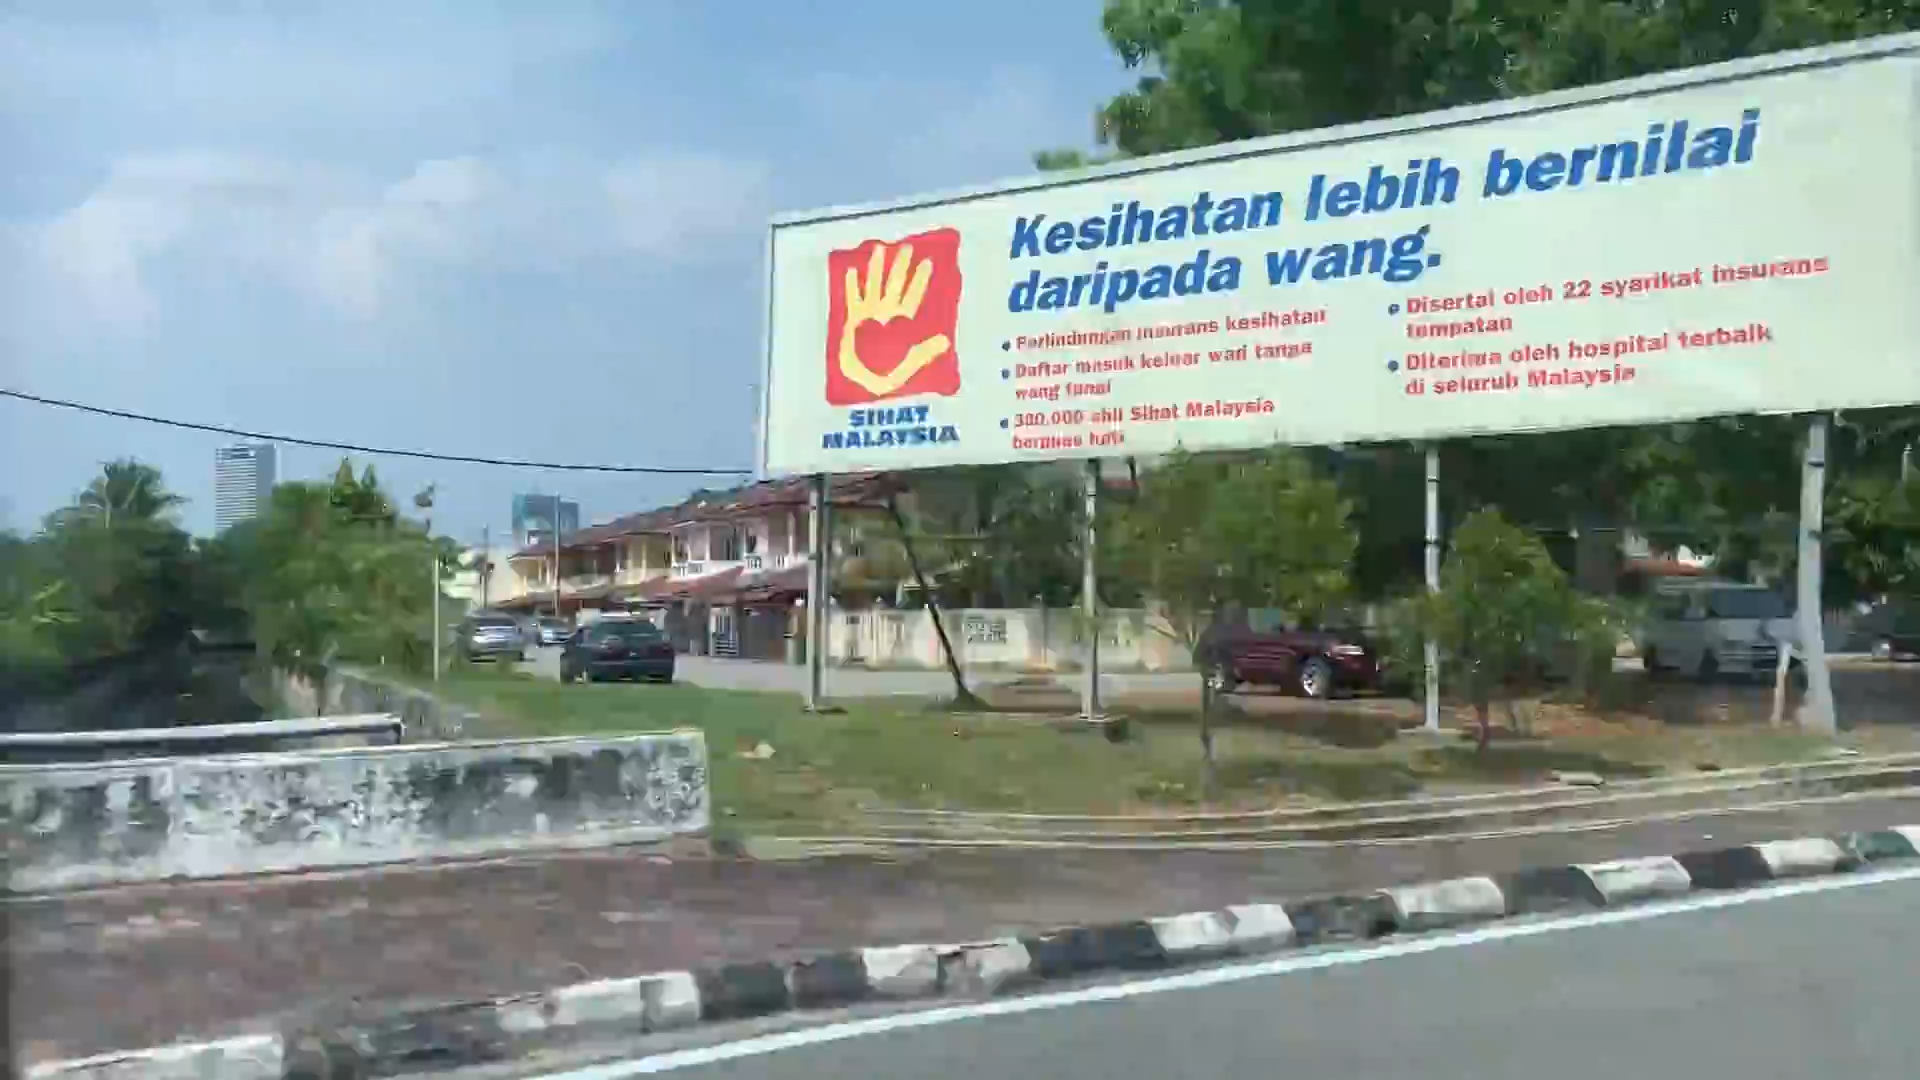 Kesihatan lebih bernilai
daripada wang.
SIHAT
MALAYSIA
• Perlindungan insurans kesihatan
• Daftar masuk keluar wad tanpa
wang tunai
• 380,000 ahli Sihat Malaysia
berpuas hati
• Disertai oleh 22 syarikat insurans
tempatan
• Diterima oleh hospital terbaik
di seluruh Malaysia